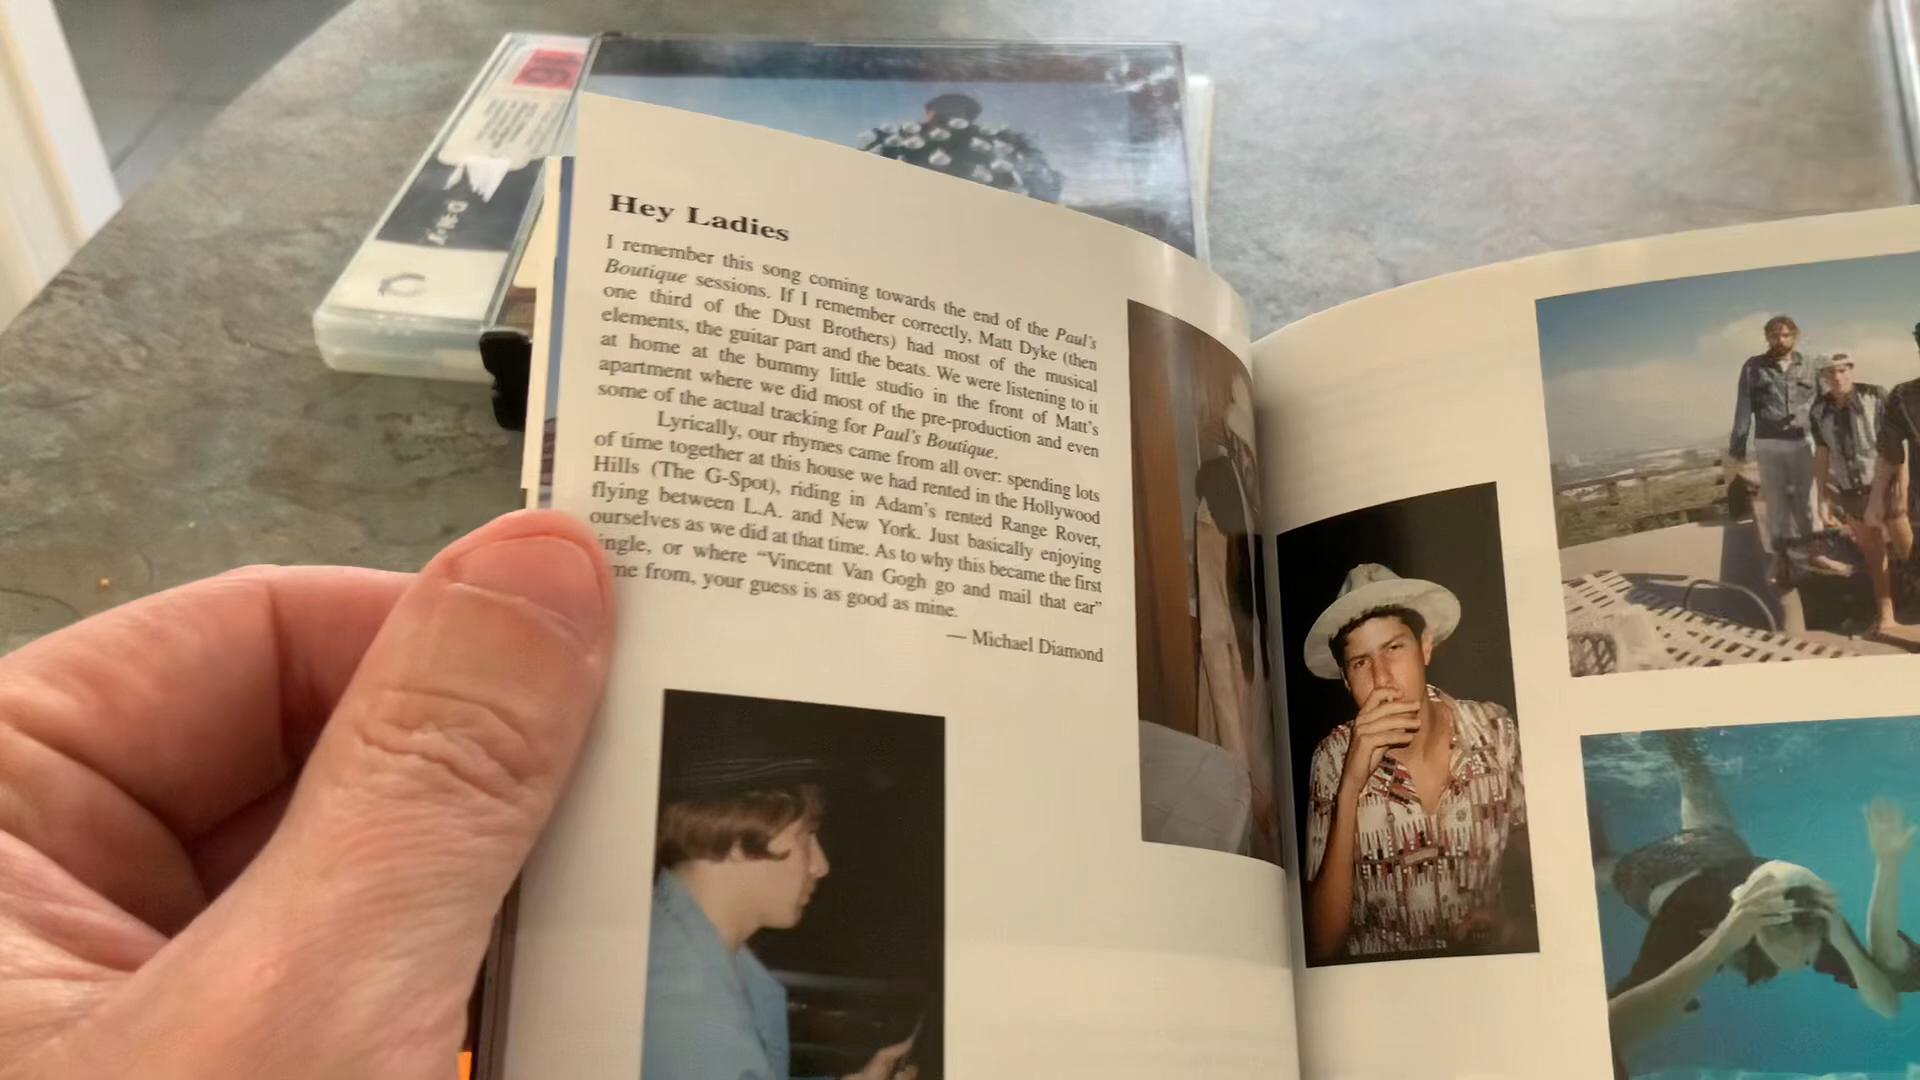 Hey Ladies
I remember this song coming towards the end of the Paul's
Boutique sessions. If I remember correctly, Matt Dyke (then
one third of the Dust Brothers) had most of the musical
elements, the guitar part and the beats. We were listening to it
at home at the bummy little studio in the front of Matt's
apartment where we did most of the pre-production and even
some of the actual tracking for Paul's Boutique.
Lyrically, our rhymes came from all over: spending lots
of time together at this house we had rented in the Hollywood
Hills (The G-Spot), riding in Adam's rented Range Rover,
flying between L.A. and New York. Just basically enjoying
ourselves as we did at that time. As to why this became the first
ingle, or where “Vincent Van Gogh go and mail that ear”
me from, your guess is as good as mine.
— Michael Diamond